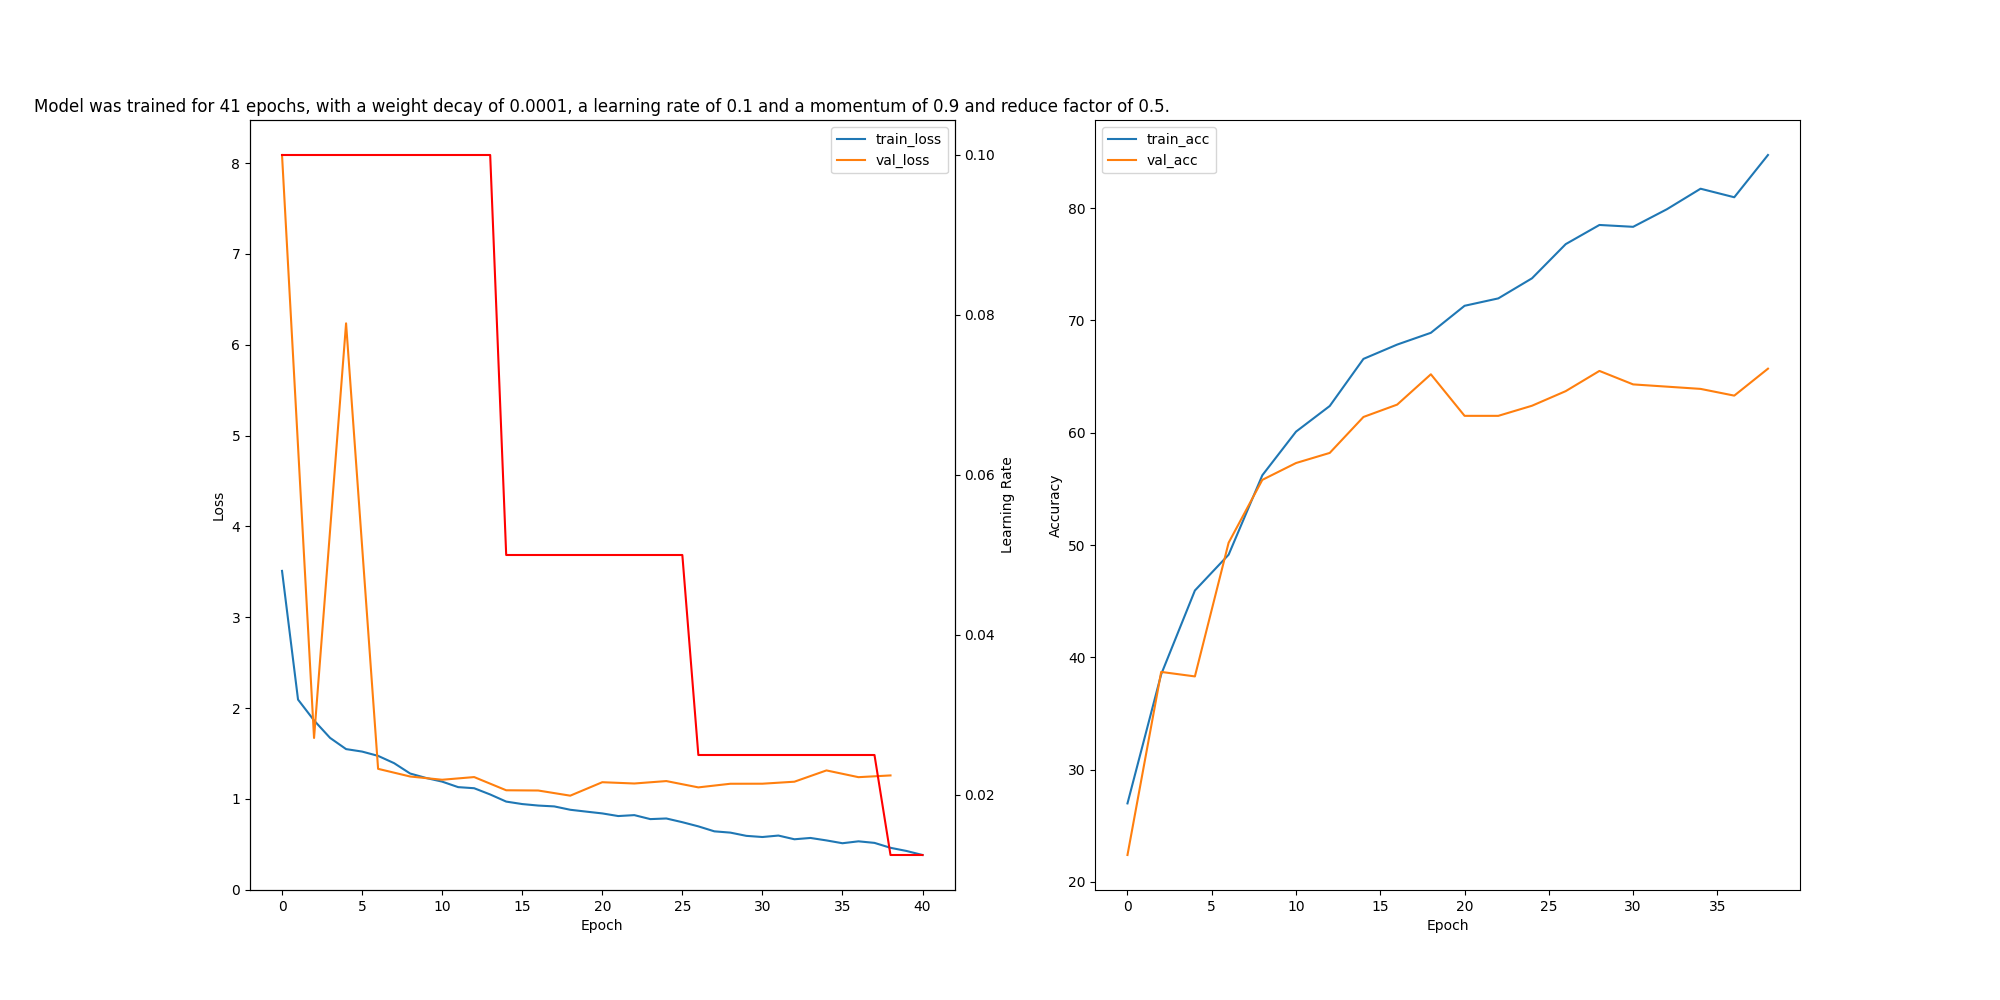 Model was trained for 41 epochs, with a weight decay of 0.0001, a learning rate of 0.1 and a momentum of 0.9 and reduce factor of 0.5.
train_loss
val_loss
8
7
6
5
4
3
2
1
0
Loss
0 5 10 15 20 25 30 35 40
Epoch
0.10
0.08
0.06
0.04
0.02
Learning Rate
train_acc
val_acc
80
70
60
50
40
30
20
Accuracy
0 5 10 15 20 25 30 35
Epoch